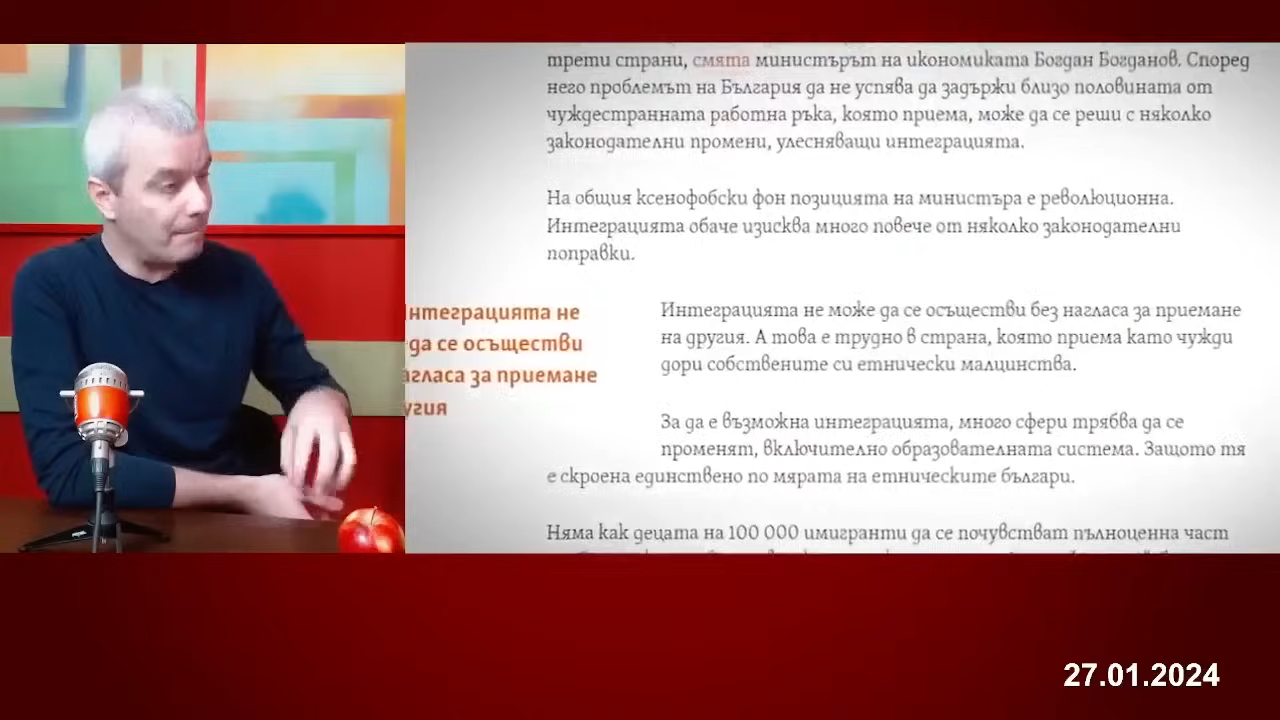 трети страни, смята министърът на икономиката Богдан Богданов. Според
него проблемът на България да не успява да задържи близо половината от
чуждестранната работна ръка, която приема, може да се реши с няколко
законодателни промени, улесняващи интеграцията.
На общия ксенофобски фон позицията на министъра е революционна.
Интеграцията обаче изисква много повече от няколко законодателни
поправки.
нтеграцията не
да се осъществи
агласа за приемане
угия
Интеграцията не може да се осъществи без нагласа за приемане
на другия. А това е трудно в страна, която приема като чужди
дори собствените си етнически малцинства.
За да е възможна интеграцията, много сфери трябва да се
променят, включително образователната система. Защото тя
е скроена единствено по мярата на етническите българи.
Няма как децата на 100 000 имигранти да се почувстват пълноценна част
27.01.2024